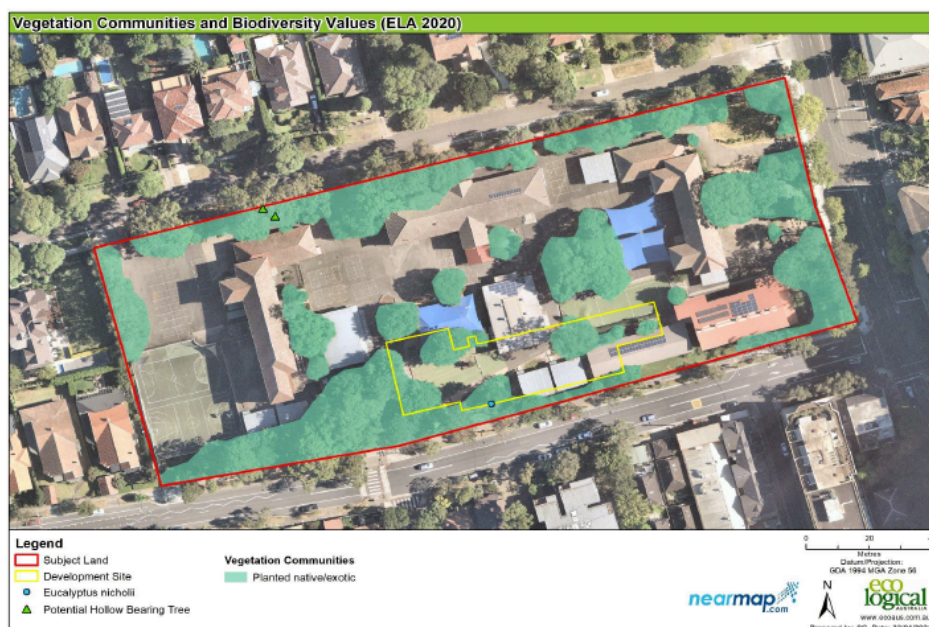 Vegetation Communities and Biodiversity Values (ELA 2020)
Legend
Subject Land
Development Site
Eucalyptus nicholii
Potential Hollow Bearing Tree
Vegetation Communities
Planted native/exotic
nearmap
.com
0 20
Metres
Datum/Projection:
GDA 1994 MGA Zone 56
N
eco
logical
AUSTRALIA
www.ecoaus.com.au